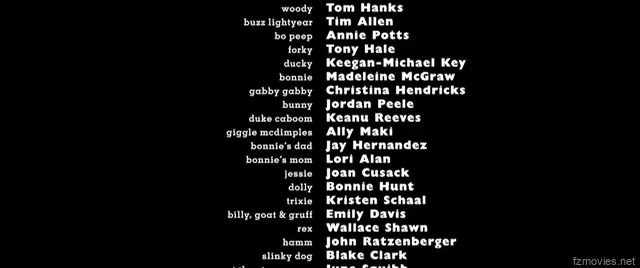 woody Tom Hanks
buzz lightyear Tim Allen
bo peep Annie Potts
forky Tony Hale
ducky Keegan-Michael Key
bonnie Madeleine McGraw
gabby gabby Christina Hendricks
bunny Jordan Peele
duke caboom Keanu Reeves
giggle mcdimples Ally Maki
bonnie's dad Jay Hernandez
bonnie's mom Lori Alan
jessie Joan Cusack
dolly Bonnie Hunt
trixie Kristen Schaal
billy, goat & gruff Emily Davis
rex Wallace Shawn
hamm John Ratzenberger
slinky dog Blake Clark
fzmovies.net